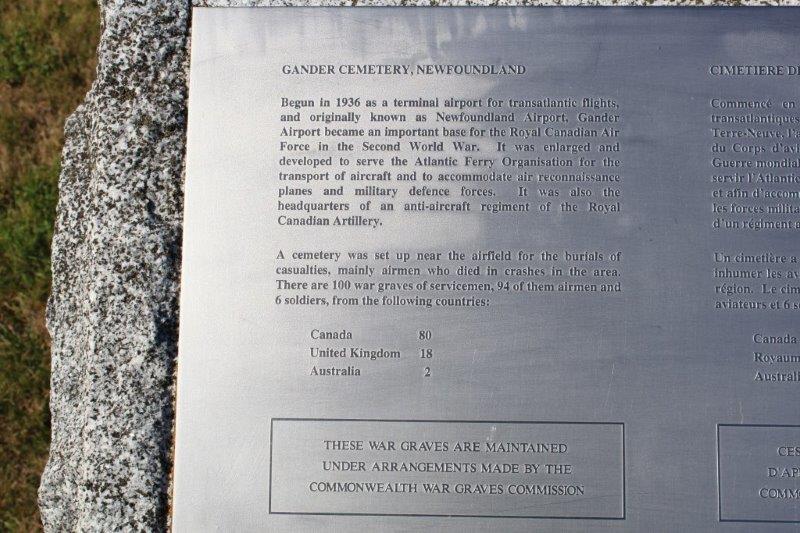 GANDER CEMETERY, NEWFOUNDLAND
Begun in 1936 as a terminal airport for transatlantic flights,
and originally known as Newfoundland Airport, Gander
Airport became an important base for the Royal Canadian Air
Force in the Second World War. It was enlarged and
developed to serve the Atlantic Ferry Organisation for the
transport of aircraft and to accommodate air reconnaissance
planes and military defence forces. It was also the
headquarters of an anti-aircraft regiment of the Royal
Canadian Artillery.
A cemetery was set up near the airfield for the burials of
casualties, mainly airmen who died in crashes in the area.
There are 100 war graves of servicemen, 94 of them airmen and
6 soldiers, from the following countries:
Canada 80
United Kingdom 18
Australia 2
THESE WAR GRAVES ARE MAINTAINED
UNDER ARRANGEMENTS MADE BY THE
COMMONWEALTH WAR GRAVES COMMISSION
CIMETIERE DE
Commencé en
transatlantiques
Terre-Neuve, l'a
du Corps d'avi
Guerre mondial
servir l'Atlantic
et afin d'accom
les forces milita
d'un régiment a
Un cimetière a
inhumer les av
région. Le cim
aviateurs et 6 s
Canada
Royaum
Australi
CES
D'AP
COMM